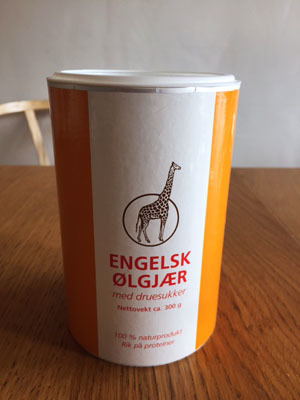 ENGELSK
ØLGJÆR
med druesukker
Nettovekt ca. 300 g
100 % naturprodukt
Rik på proteiner